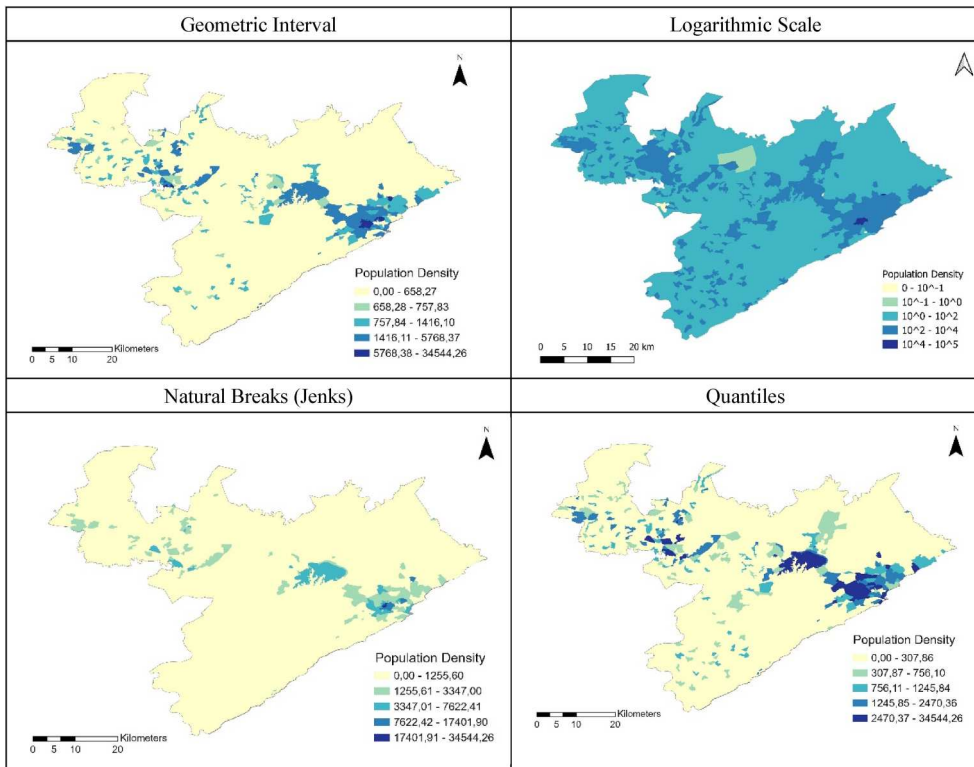 Geometric Interval
N
Population Density
0,00 - 658,27
658,28 - 757,83
757,84 - 1416,10
1416,11 - 5768,37
5768,38 - 34544,26
Kilometers
0 5 10 20
Logarithmic Scale
Population Density
0 - 10^-1
10^-1 - 10^0
10^0 - 10^2
10^2 - 10^4
10^4 - 10^5
0 5 10 15 20 km
Natural Breaks (Jenks)
N
Population Density
0,00 - 1255,60
1255,61 - 3347,00
3347,01 - 7622,41
7622,42 - 17401,90
17401,91 - 34544,26
Kilometers
0 5 10 20
Quantiles
N
Population Density
0,00 - 307,86
307,87 - 756,10
756,11 - 1245,84
1245,85 - 2470,36
2470,37 - 34544,26
Kilometers
0 5 10 20